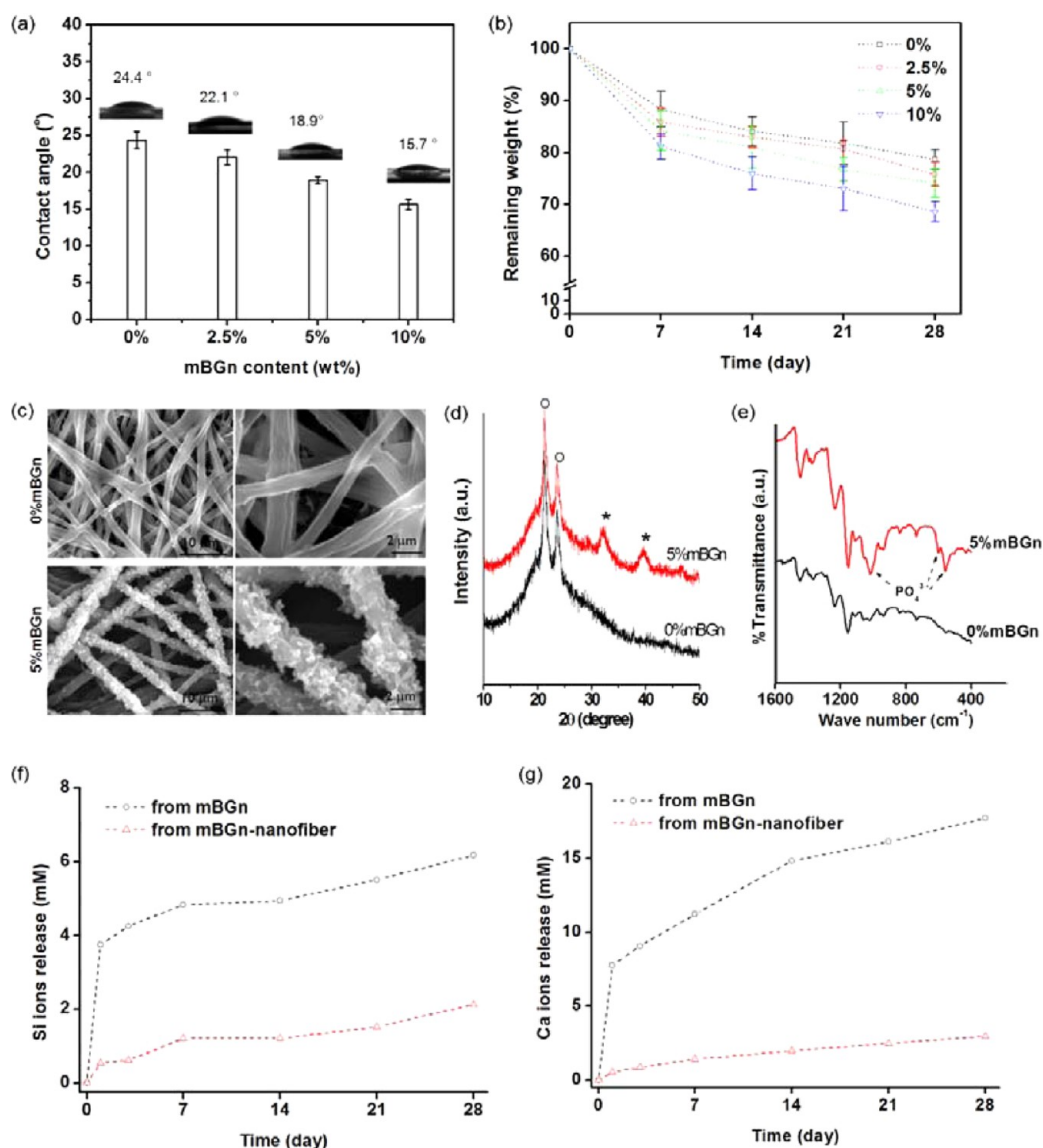 (a)
40
35
30
25
20
15
10
5
0
Contact angle (°)
24.4 °
22.1 °
18.9°
15.7 °
0%
2.5%
5%
10%
mBGn content (wt%)
(b)
100
90
80
70
60
10
0
Remaining weight (%)
0%
2.5%
5%
10%
0
7
14
21
28
Time (day)
(c)
0%mBGn
10 μm
2 μm
5%mBGn
10 μm
2 μm
(d)
Intensity (a.u.)
* *
5%mBGn
0%mBGn
10
20
30
40
50
2θ (degree)
(e)
% Transmittance (a.u.)
5%mBGn
PO₄³⁻
0%mBGn
1600
1200
800
400
Wave number (cm⁻¹)
(f)
8
6
4
2
0
Si ions release (mM)
from mBGn
from mBGn-nanofiber
0
7
14
21
28
Time (day)
(g)
20
15
10
5
0
Ca ions release (mM)
from mBGn
from mBGn-nanofiber
0
7
14
21
28
Time (day)